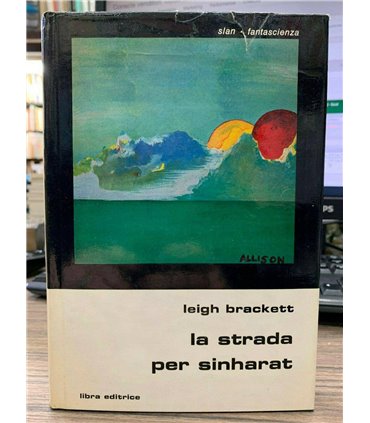 slan · fantascienza
ALLISON
leigh brackett
la strada
per sinharat
libra editrice